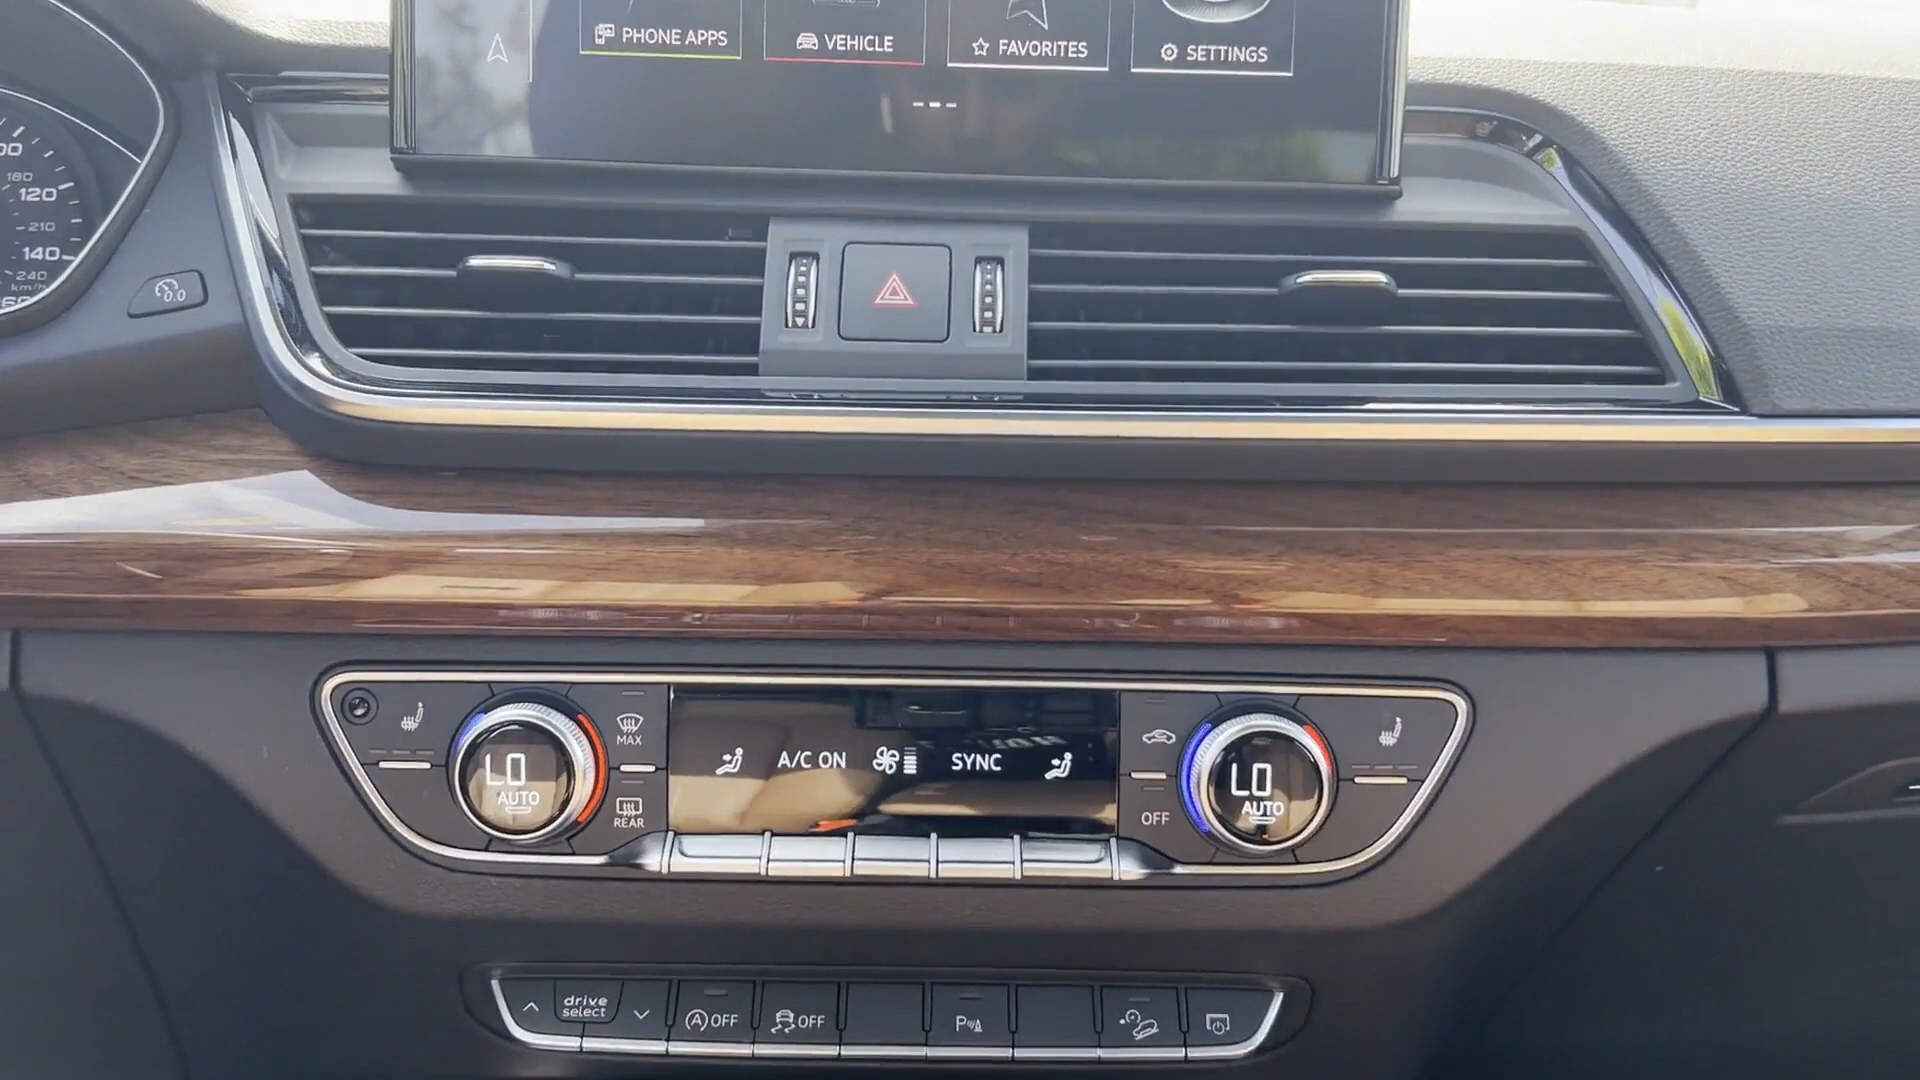 PHONE APPS
VEHICLE
FAVORITES
SETTINGS
180
120
210
140
240
km/h
0.0
MAX
REAR
LO
AUTO
A/C ON
SYNC
OFF
LO
AUTO
drive
select
A OFF
OFF
P